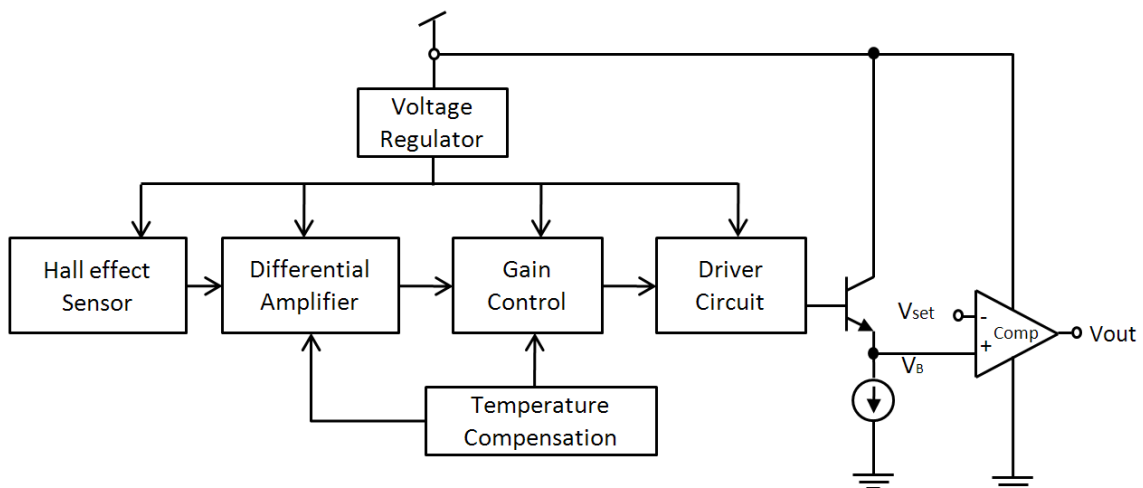 Voltage
Regulator
Hall effect
Sensor
Differential
Amplifier
Gain
Control
Driver
Circuit
Vset
-
Comp
+
Vout
VB
Temperature
Compensation